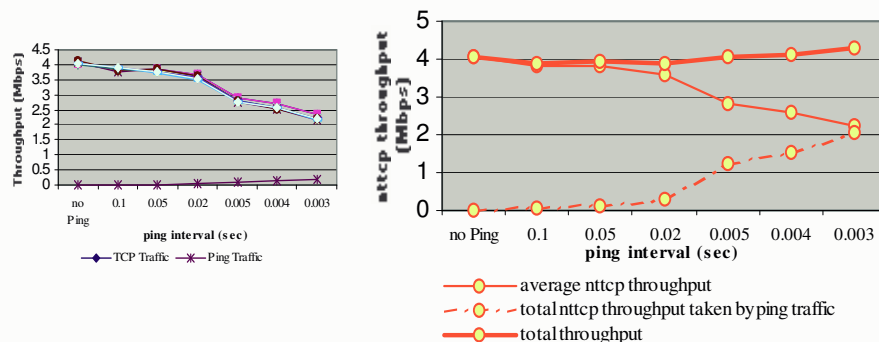 Throughput (Mbps)
4.5
4
3.5
3
2.5
2
1.5
1
0.5
0
no Ping 0.1 0.05 0.02 0.005 0.004 0.003
ping interval (sec)
TCP Traffic Ping Traffic
nttcp throughput
(Mbps)
5
4
3
2
1
0
no Ping 0.1 0.05 0.02 0.005 0.004 0.003
ping interval (sec)
average nttcp throughput
total nttcp throughput taken by ping traffic
total throughput